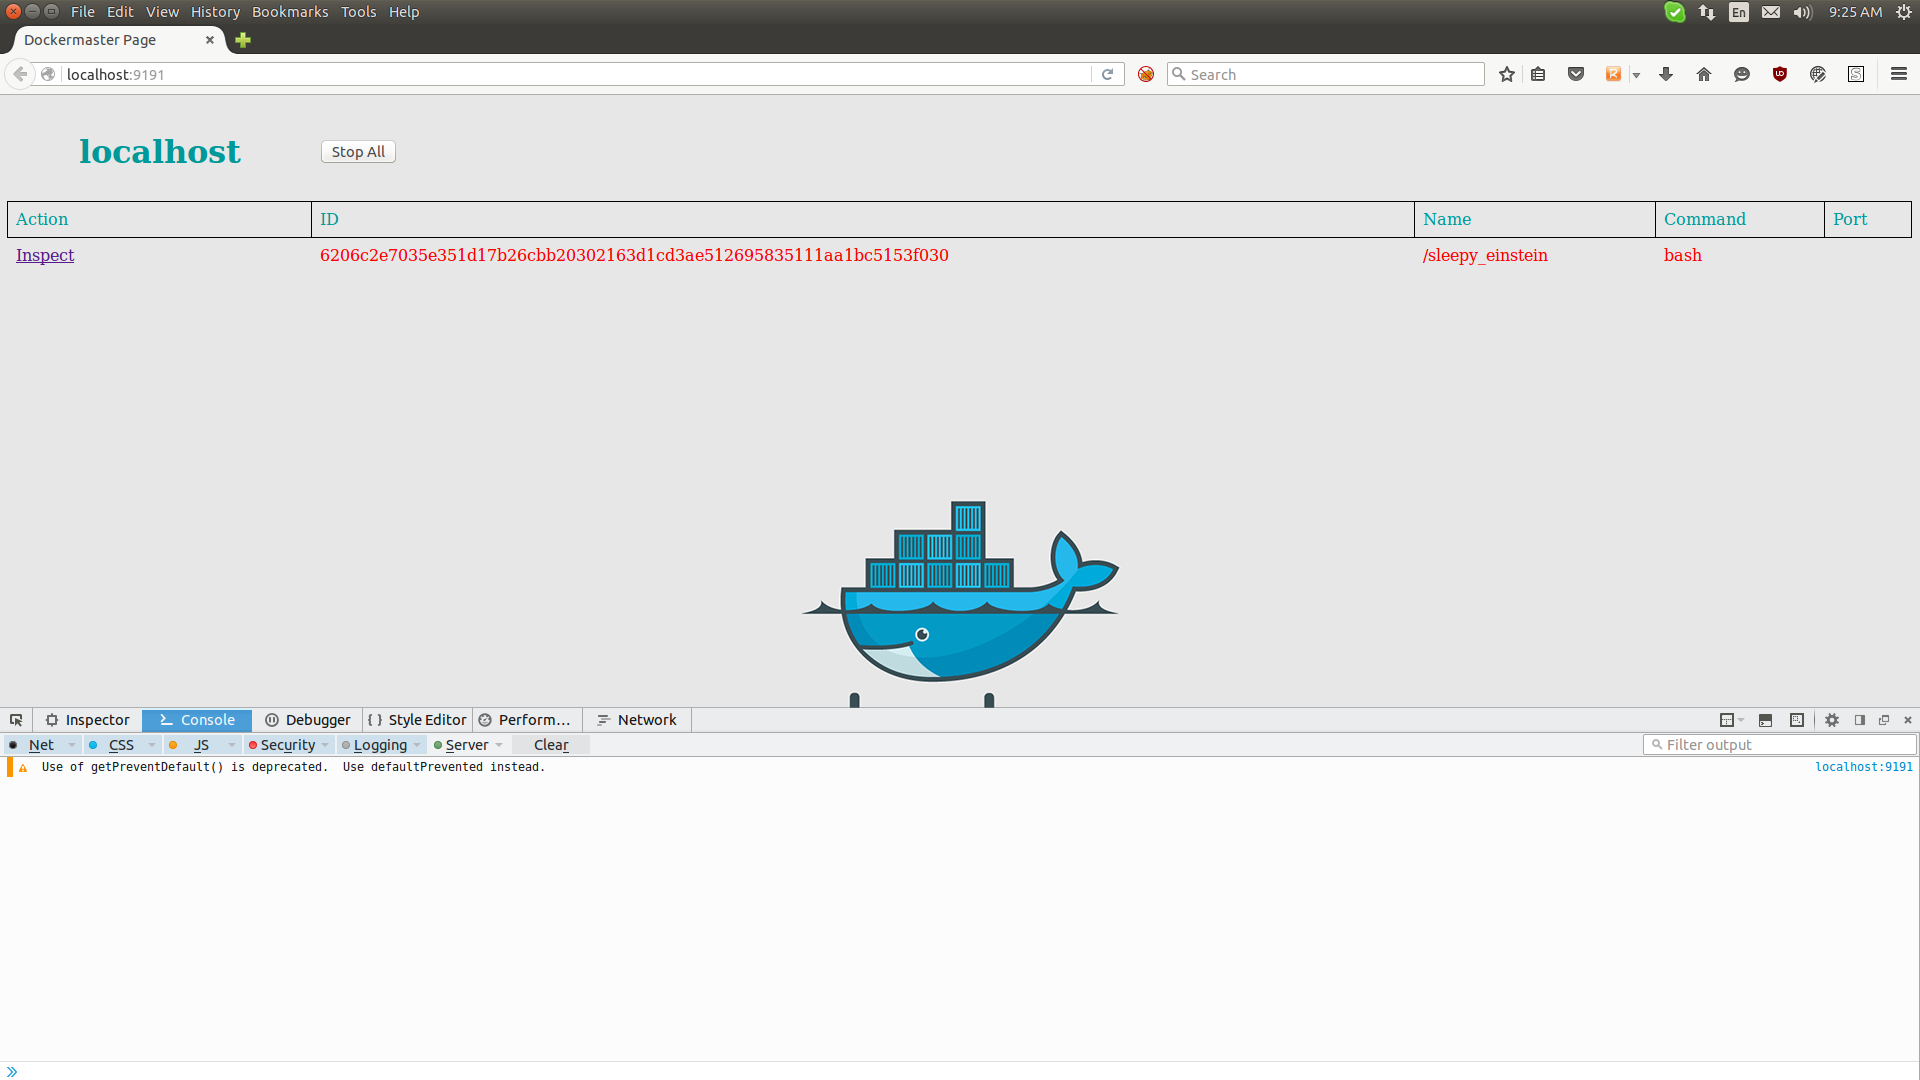 File Edit View History Bookmarks Tools Help
En
9:25 AM
Dockermaster Page
localhost:9191
Search
localhost
Stop All
Action ID Name Command Port
Inspect 6206c2e7035e351d17b26cbb20302163d1cd3ae512695835111aa1bc5153f030 /sleepy_einstein bash
Inspector Console Debugger Style Editor Perform… Network
Net CSS JS Security Logging Server Clear
Filter output
Use of getPreventDefault() is deprecated.  Use defaultPrevented instead. localhost:9191